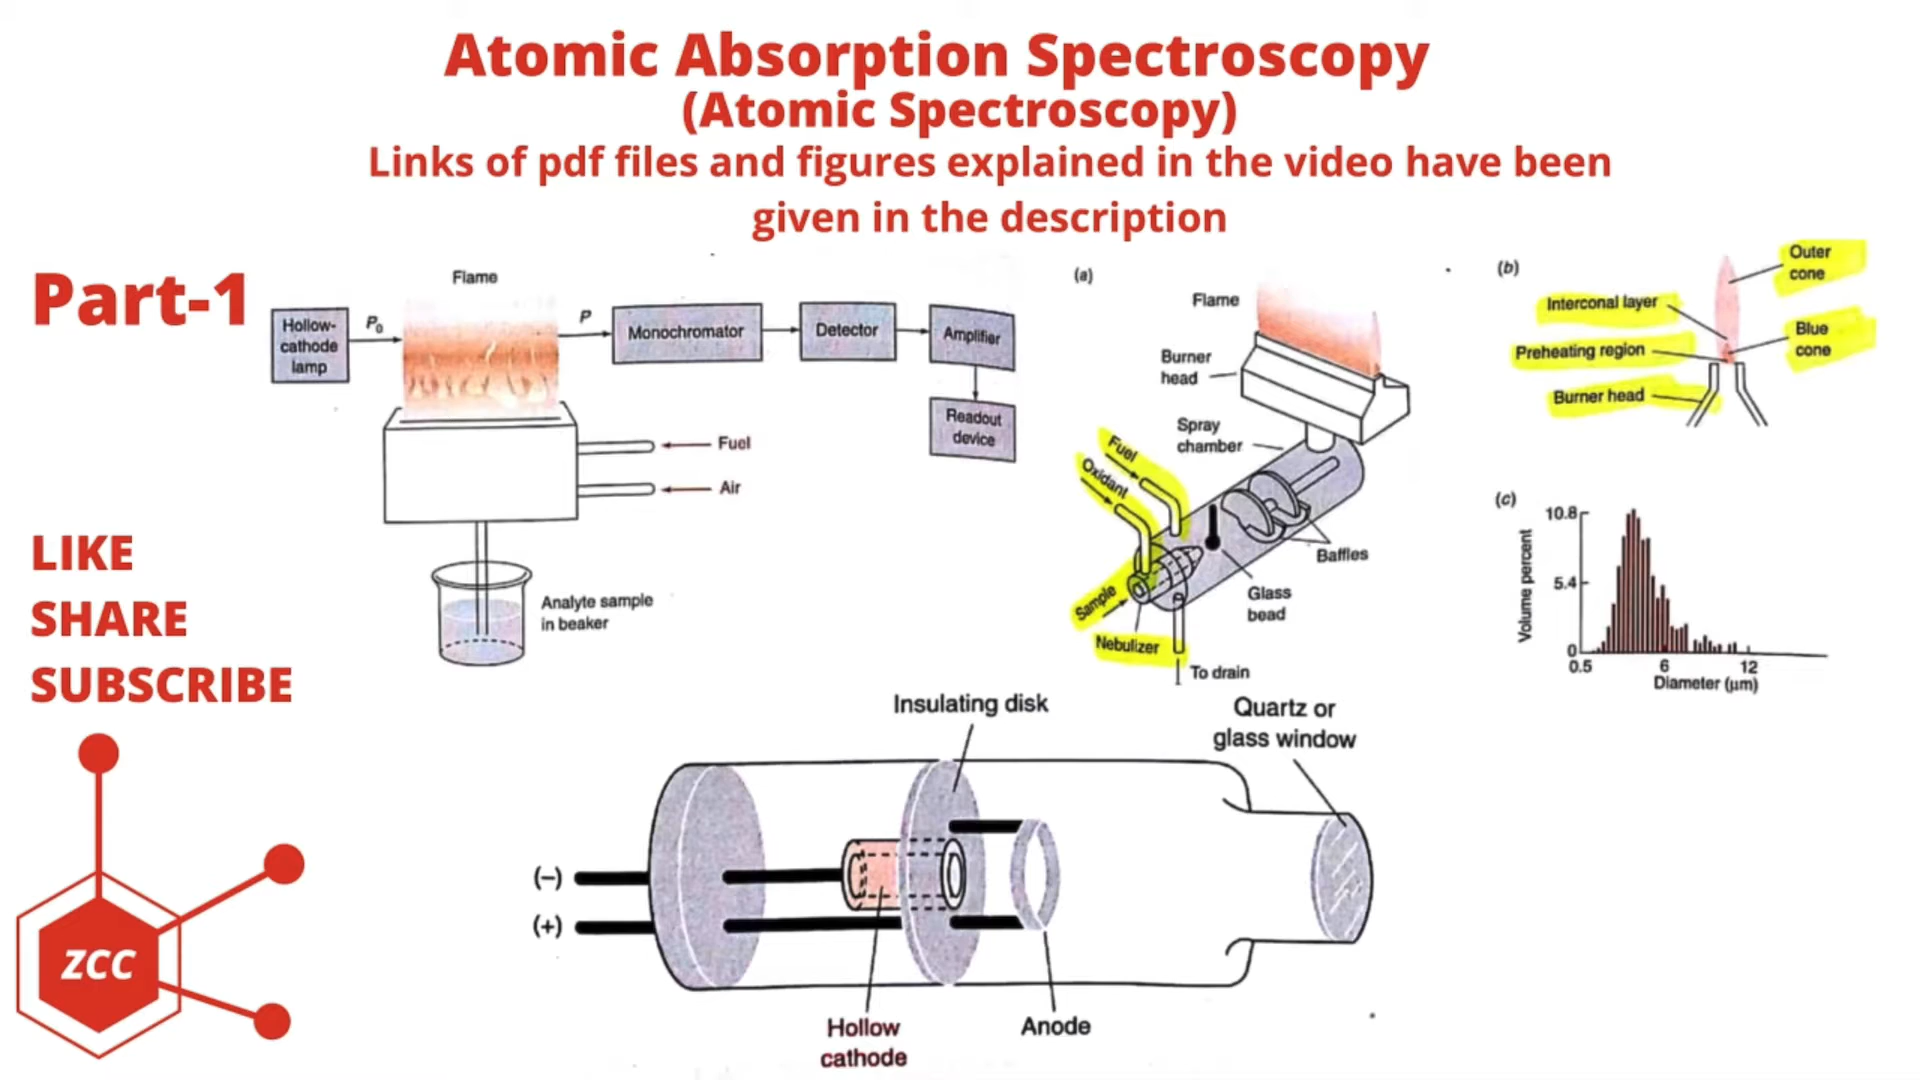 Atomic Absorption Spectroscopy
(Atomic Spectroscopy)
Links of pdf files and figures explained in the video have been
given in the description
Part-1
LIKE
SHARE
SUBSCRIBE
ZCC
Flame
Hollow-
cathode
lamp
P₀
P
Monochromator
Detector
Amplifier
Readout
device
Fuel
Air
Analyte sample
in beaker
(a)
Flame
Burner
head
Spray
chamber
Fuel
Oxidant
Sample
Nebulizer
To drain
Glass
bead
Baffles
(b)
Outer
cone
Interconal layer
Blue
cone
Preheating region
Burner head
(c)
Volume percent
10.8
5.4
0
0.5
6
12
Diameter (μm)
Insulating disk
Quartz or
glass window
(−)
(+)
Hollow
cathode
Anode